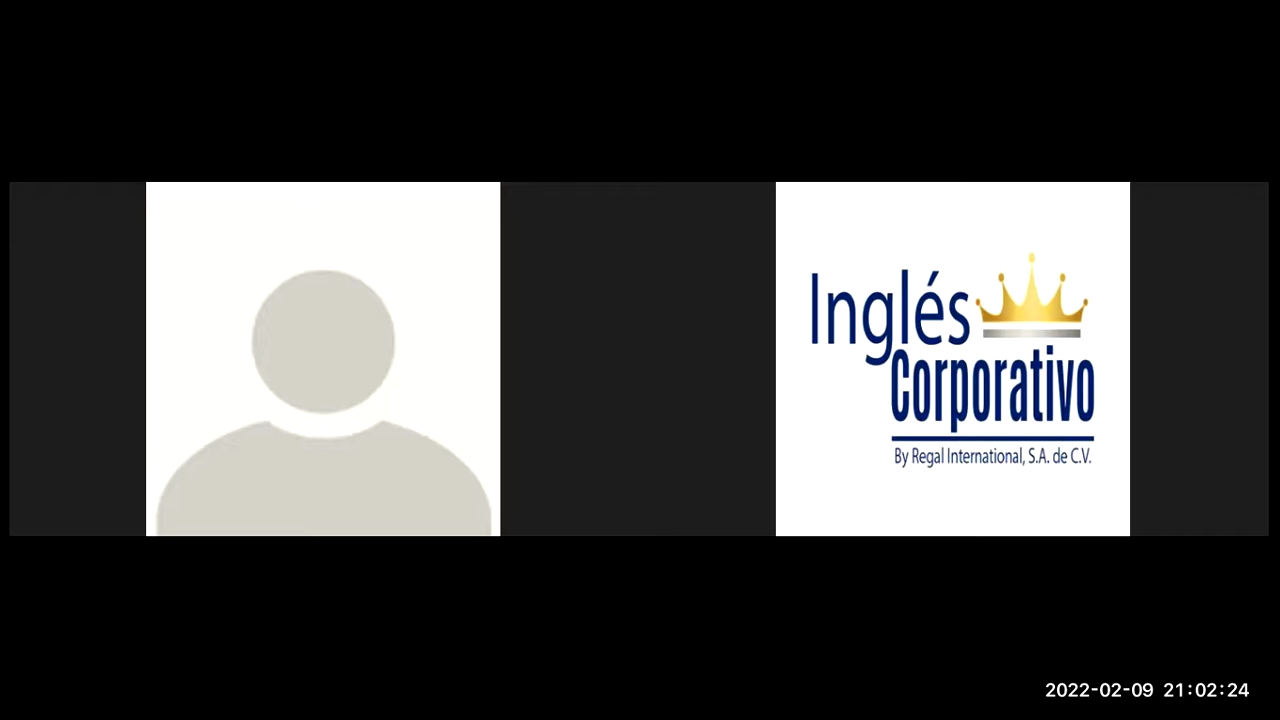 Inglés
Corporativo
By Regal International, S.A. de C.V.
2022-02-09 21:02:24